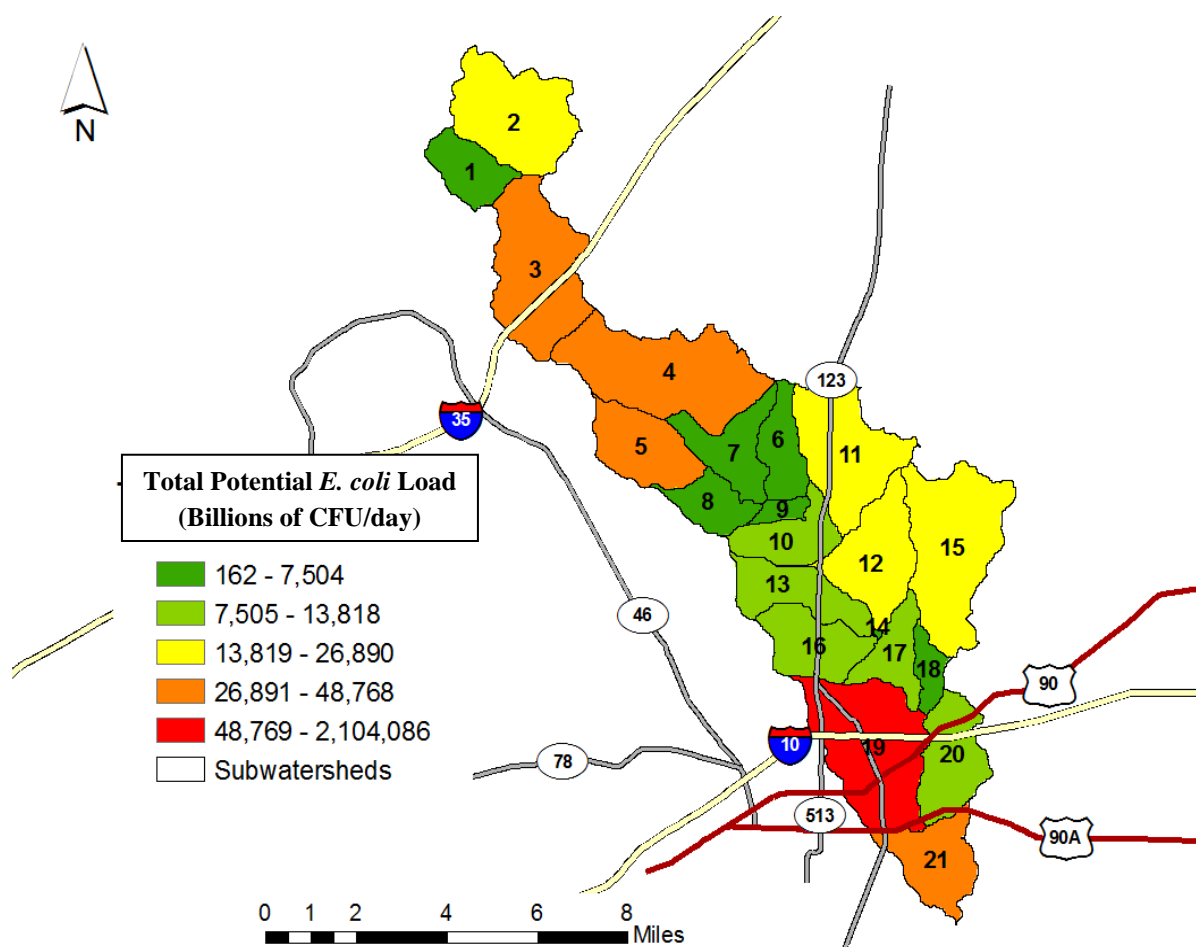 N
2
1
3
4
123
35
5
7
6
11
8
9
10
12
15
Total Potential E. coli Load
(Billions of CFU/day)
162 - 7,504
7,505 - 13,818
13,819 - 26,890
26,891 - 48,768
48,769 - 2,104,086
Subwatersheds
13
46
14
16
17
18
90
10
19
20
78
513
90A
21
0 1 2 4 6 8
Miles